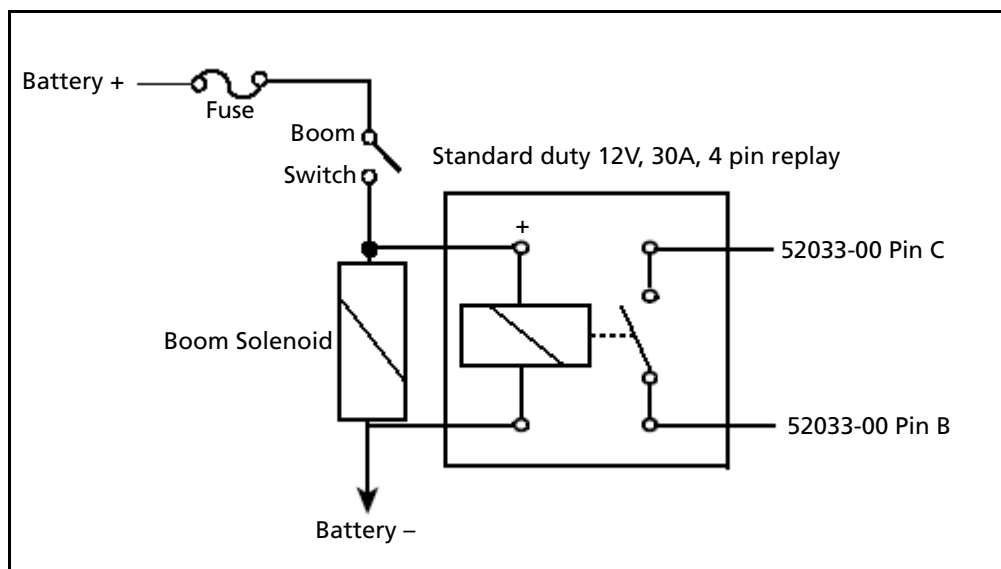 Battery +
Fuse
Boom
Switch
Standard duty 12V, 30A, 4 pin replay
+
52033-00 Pin C
Boom Solenoid
52033-00 Pin B
Battery –